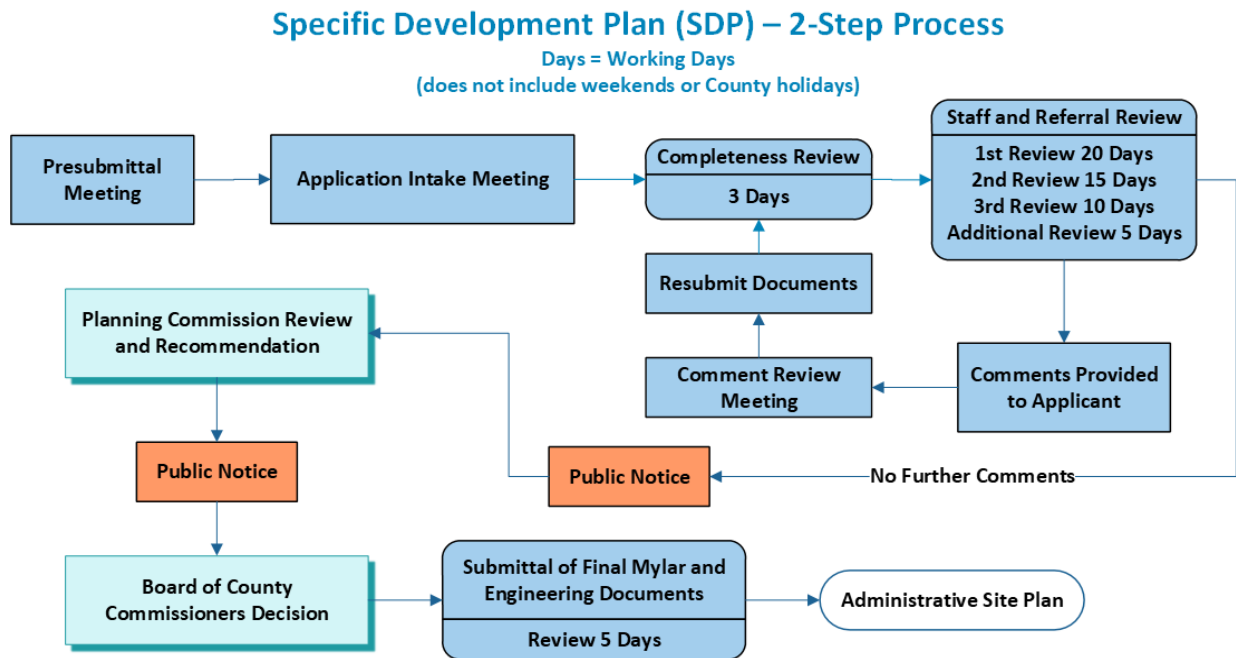 Specific Development Plan (SDP) – 2-Step Process
Days = Working Days
(does not include weekends or County holidays)
Presubmittal
Meeting
Application Intake Meeting
Completeness Review
3 Days
Staff and Referral Review
1st Review 20 Days
2nd Review 15 Days
3rd Review 10 Days
Additional Review 5 Days
Resubmit Documents
Comment Review
Meeting
Comments Provided
to Applicant
Planning Commission Review
and Recommendation
Public Notice
Public Notice
No Further Comments
Board of County
Commissioners Decision
Submittal of Final Mylar and
Engineering Documents
Review 5 Days
Administrative Site Plan